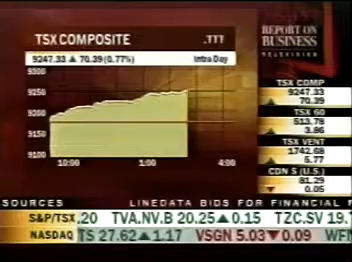 TSX COMPOSITE .TTT
9247.33 ▲ 70.39 (0.77%) Intra Day
9300
9250
9200
9150
9100
10:00 1:00 4:00
REPORT ON
BUSINESS
TELEVISION
TSX COMP
9247.33
▲ 70.39
TSX 60
513.78
▲ 3.86
TSX VENT
1742.68
▲ 5.77
CDN $ (U.S.)
81.29
▼ 0.05
SOURCES LINEDATA BIDS FOR FINANCIAL
S&P/TSX .20 TVA.NV.B 20.25 ▲ 0.15 TZC.SV 19.
NASDAQ TS 27.62 ▲ 1.17 VSGN 5.03 ▼ 0.09 WFM